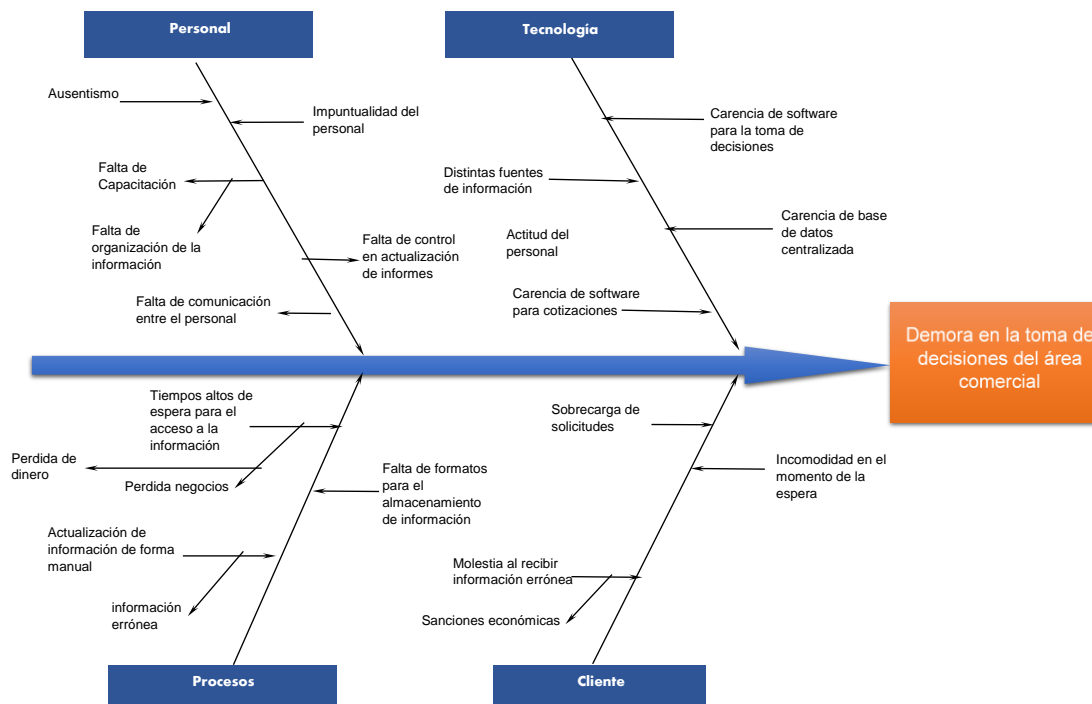 Personal
Tecnología
Ausentismo
Impuntualidad del
personal
Carencia de software
para la toma de
decisiones
Falta de
Capacitación
Distintas fuentes
de información
Falta de
organización de la
información
Falta de control
en actualización
de informes
Actitud del
personal
Carencia de base
de datos
centralizada
Falta de comunicación
entre el personal
Carencia de software
para cotizaciones
Demora en la toma de
decisiones del área
comercial
Tiempos altos de
espera para el
acceso a la
información
Sobrecarga de
solicitudes
Perdida de
dinero
Perdida negocios
Falta de formatos
para el
almacenamiento
de información
Incomodidad en el
momento de la
espera
Actualización de
información de forma
manual
Molestia al recibir
información errónea
información
errónea
Sanciones económicas
Procesos
Cliente